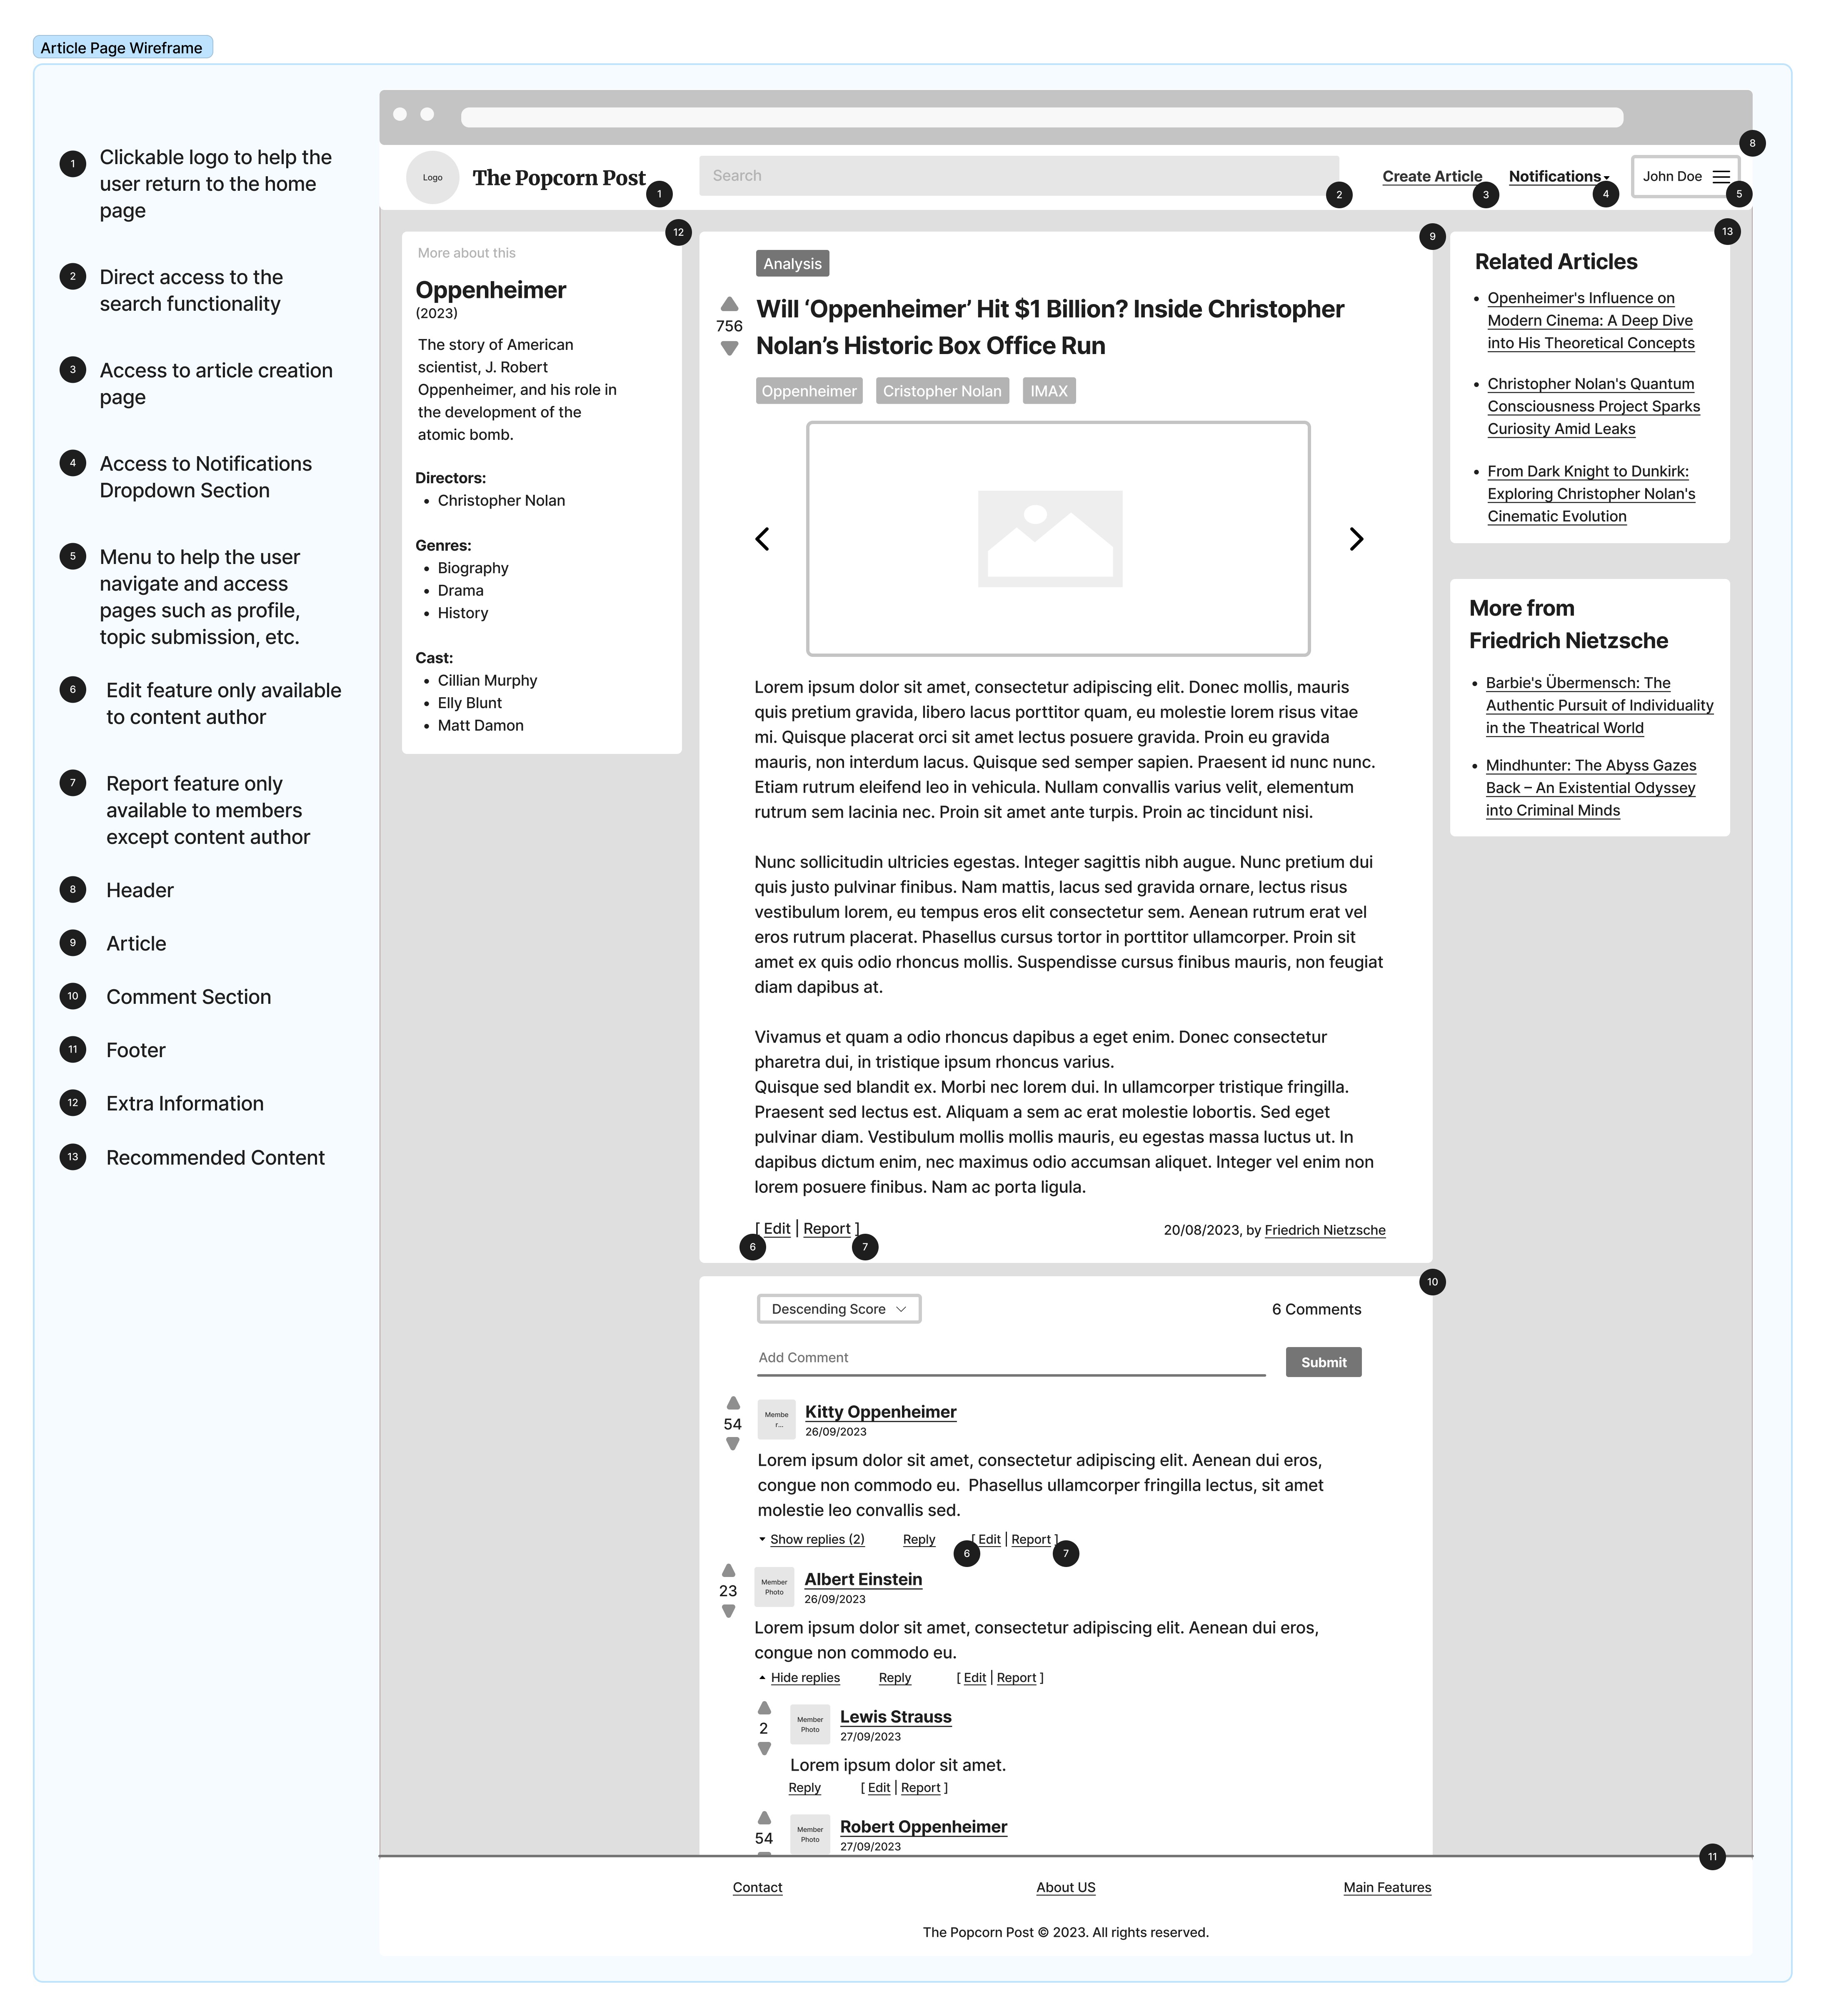 Article Page Wireframe
1
Clickable logo to help the
user return to the home
page
2
Direct access to the
search functionality
3
Access to article creation
page
4
Access to Notifications
Dropdown Section
5
Menu to help the user
navigate and access
pages such as profile,
topic submission, etc.
6
Edit feature only available
to content author
7
Report feature only
available to members
except content author
8
Header
9
Article
10
Comment Section
11
Footer
12
Extra Information
13
Recommended Content
8
Logo
The Popcorn Post
1
Search
2
Create Article
3
Notifications
4
John Doe
5
12
More about this
Oppenheimer
(2023)
The story of American
scientist, J. Robert
Oppenheimer, and his role in
the development of the
atomic bomb.
Directors:
• Christopher Nolan
Genres:
• Biography
• Drama
• History
Cast:
• Cillian Murphy
• Elly Blunt
• Matt Damon
9
Analysis
756
Will ‘Oppenheimer’ Hit $1 Billion? Inside Christopher
Nolan’s Historic Box Office Run
Oppenheimer Cristopher Nolan IMAX
Lorem ipsum dolor sit amet, consectetur adipiscing elit. Donec mollis, mauris
quis pretium gravida, libero lacus porttitor quam, eu molestie lorem risus vitae
mi. Quisque placerat orci sit amet lectus posuere gravida. Proin eu gravida
mauris, non interdum lacus. Quisque sed semper sapien. Praesent id nunc nunc.
Etiam rutrum eleifend leo in vehicula. Nullam convallis varius velit, elementum
rutrum sem lacinia nec. Proin sit amet ante turpis. Proin ac tincidunt nisi.
Nunc sollicitudin ultricies egestas. Integer sagittis nibh augue. Nunc pretium dui
quis justo pulvinar finibus. Nam mattis, lacus sed gravida ornare, lectus risus
vestibulum lorem, eu tempus eros elit consectetur sem. Aenean rutrum erat vel
eros rutrum placerat. Phasellus cursus tortor in porttitor ullamcorper. Proin sit
amet ex quis odio rhoncus mollis. Suspendisse cursus finibus mauris, non feugiat
diam dapibus at.
Vivamus et quam a odio rhoncus dapibus a eget enim. Donec consectetur
pharetra dui, in tristique ipsum rhoncus varius.
Quisque sed blandit ex. Morbi nec lorem dui. In ullamcorper tristique fringilla.
Praesent sed lectus est. Aliquam a sem ac erat molestie lobortis. Sed eget
pulvinar diam. Vestibulum mollis mollis mauris, eu egestas massa luctus ut. In
dapibus dictum enim, nec maximus odio accumsan aliquet. Integer vel enim non
lorem posuere finibus. Nam ac porta ligula.
[ Edit | Report ]
6
7
20/08/2023, by Friedrich Nietzsche
13
Related Articles
• Openheimer's Influence on
Modern Cinema: A Deep Dive
into His Theoretical Concepts
• Christopher Nolan's Quantum
Consciousness Project Sparks
Curiosity Amid Leaks
• From Dark Knight to Dunkirk:
Exploring Christopher Nolan's
Cinematic Evolution
More from
Friedrich Nietzsche
• Barbie's Übermensch: The
Authentic Pursuit of Individuality
in the Theatrical World
• Mindhunter: The Abyss Gazes
Back – An Existential Odyssey
into Criminal Minds
10
Descending Score
6 Comments
Add Comment
Submit
54
Membe
r...
Kitty Oppenheimer
26/09/2023
Lorem ipsum dolor sit amet, consectetur adipiscing elit. Aenean dui eros,
congue non commodo eu. Phasellus ullamcorper fringilla lectus, sit amet
molestie leo convallis sed.
Show replies (2) Reply [ Edit | Report ]
6
7
23
Member
Photo
Albert Einstein
26/09/2023
Lorem ipsum dolor sit amet, consectetur adipiscing elit. Aenean dui eros,
congue non commodo eu.
Hide replies Reply [ Edit | Report ]
2
Member
Photo
Lewis Strauss
27/09/2023
Lorem ipsum dolor sit amet.
Reply [ Edit | Report ]
54
Member
Photo
Robert Oppenheimer
27/09/2023
11
Contact About US Main Features
The Popcorn Post © 2023. All rights reserved.